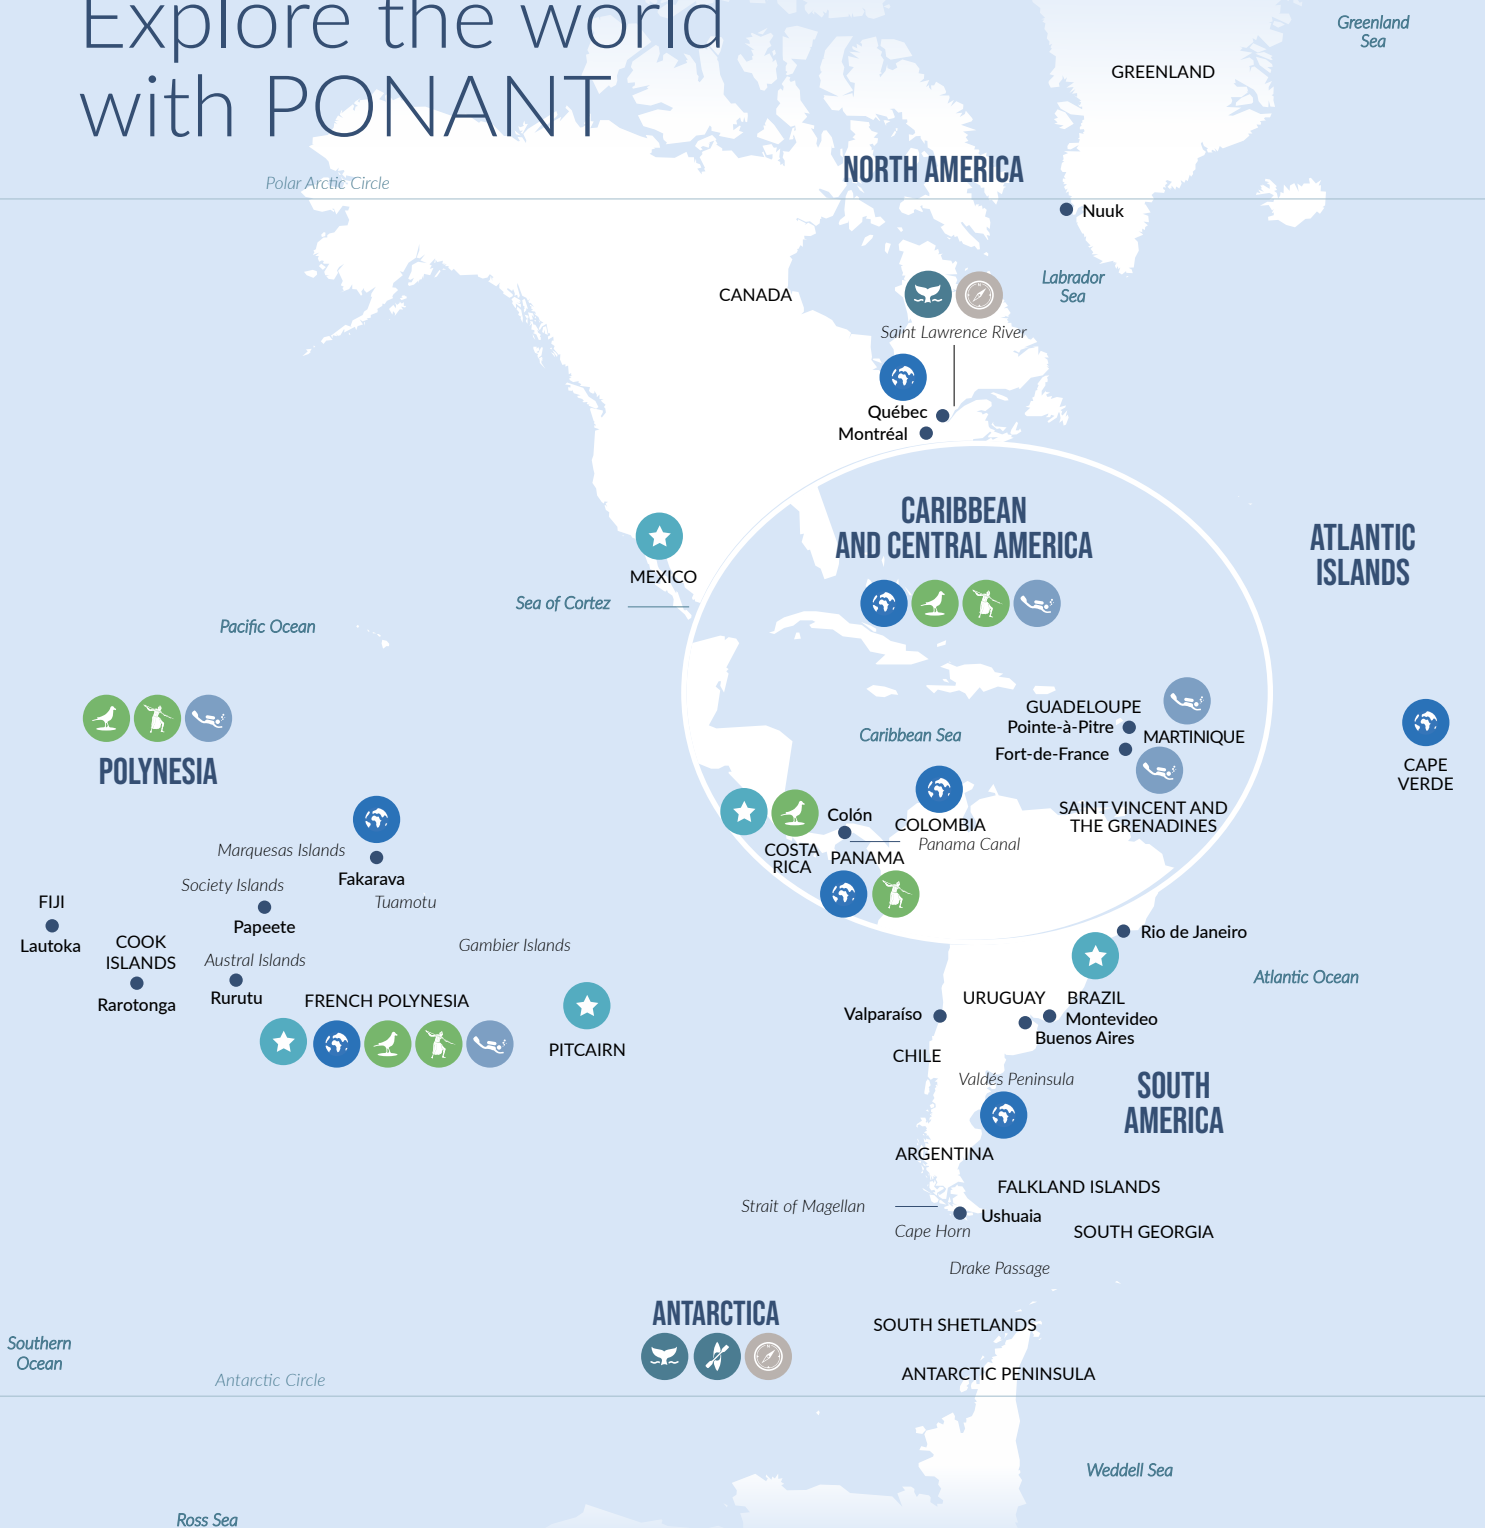 Explore the world
with PONANT
Greenland
Sea
GREENLAND
NORTH AMERICA
Polar Arctic Circle
Nuuk
Labrador
Sea
CANADA
Saint Lawrence River
Québec
Montréal
CARIBBEAN
AND CENTRAL AMERICA
ATLANTIC
ISLANDS
MEXICO
Sea of Cortez
Pacific Ocean
GUADELOUPE
Pointe-à-Pitre
MARTINIQUE
Fort-de-France
Caribbean Sea
CAPE
VERDE
POLYNESIA
SAINT VINCENT AND
THE GRENADINES
Colón
COLOMBIA
Panama Canal
COSTA
RICA
PANAMA
Marquesas Islands
Fakarava
Society Islands
Tuamotu
FIJI
Lautoka
Papeete
COOK
ISLANDS
Rarotonga
Austral Islands
Rurutu
Gambier Islands
FRENCH POLYNESIA
PITCAIRN
Rio de Janeiro
Atlantic Ocean
Valparaíso
URUGUAY
BRAZIL
Montevideo
Buenos Aires
CHILE
Valdés Peninsula
SOUTH
AMERICA
ARGENTINA
FALKLAND ISLANDS
Strait of Magellan
Ushuaia
Cape Horn
SOUTH GEORGIA
Drake Passage
ANTARCTICA
SOUTH SHETLANDS
Southern
Ocean
Antarctic Circle
ANTARCTIC PENINSULA
Weddell Sea
Ross Sea